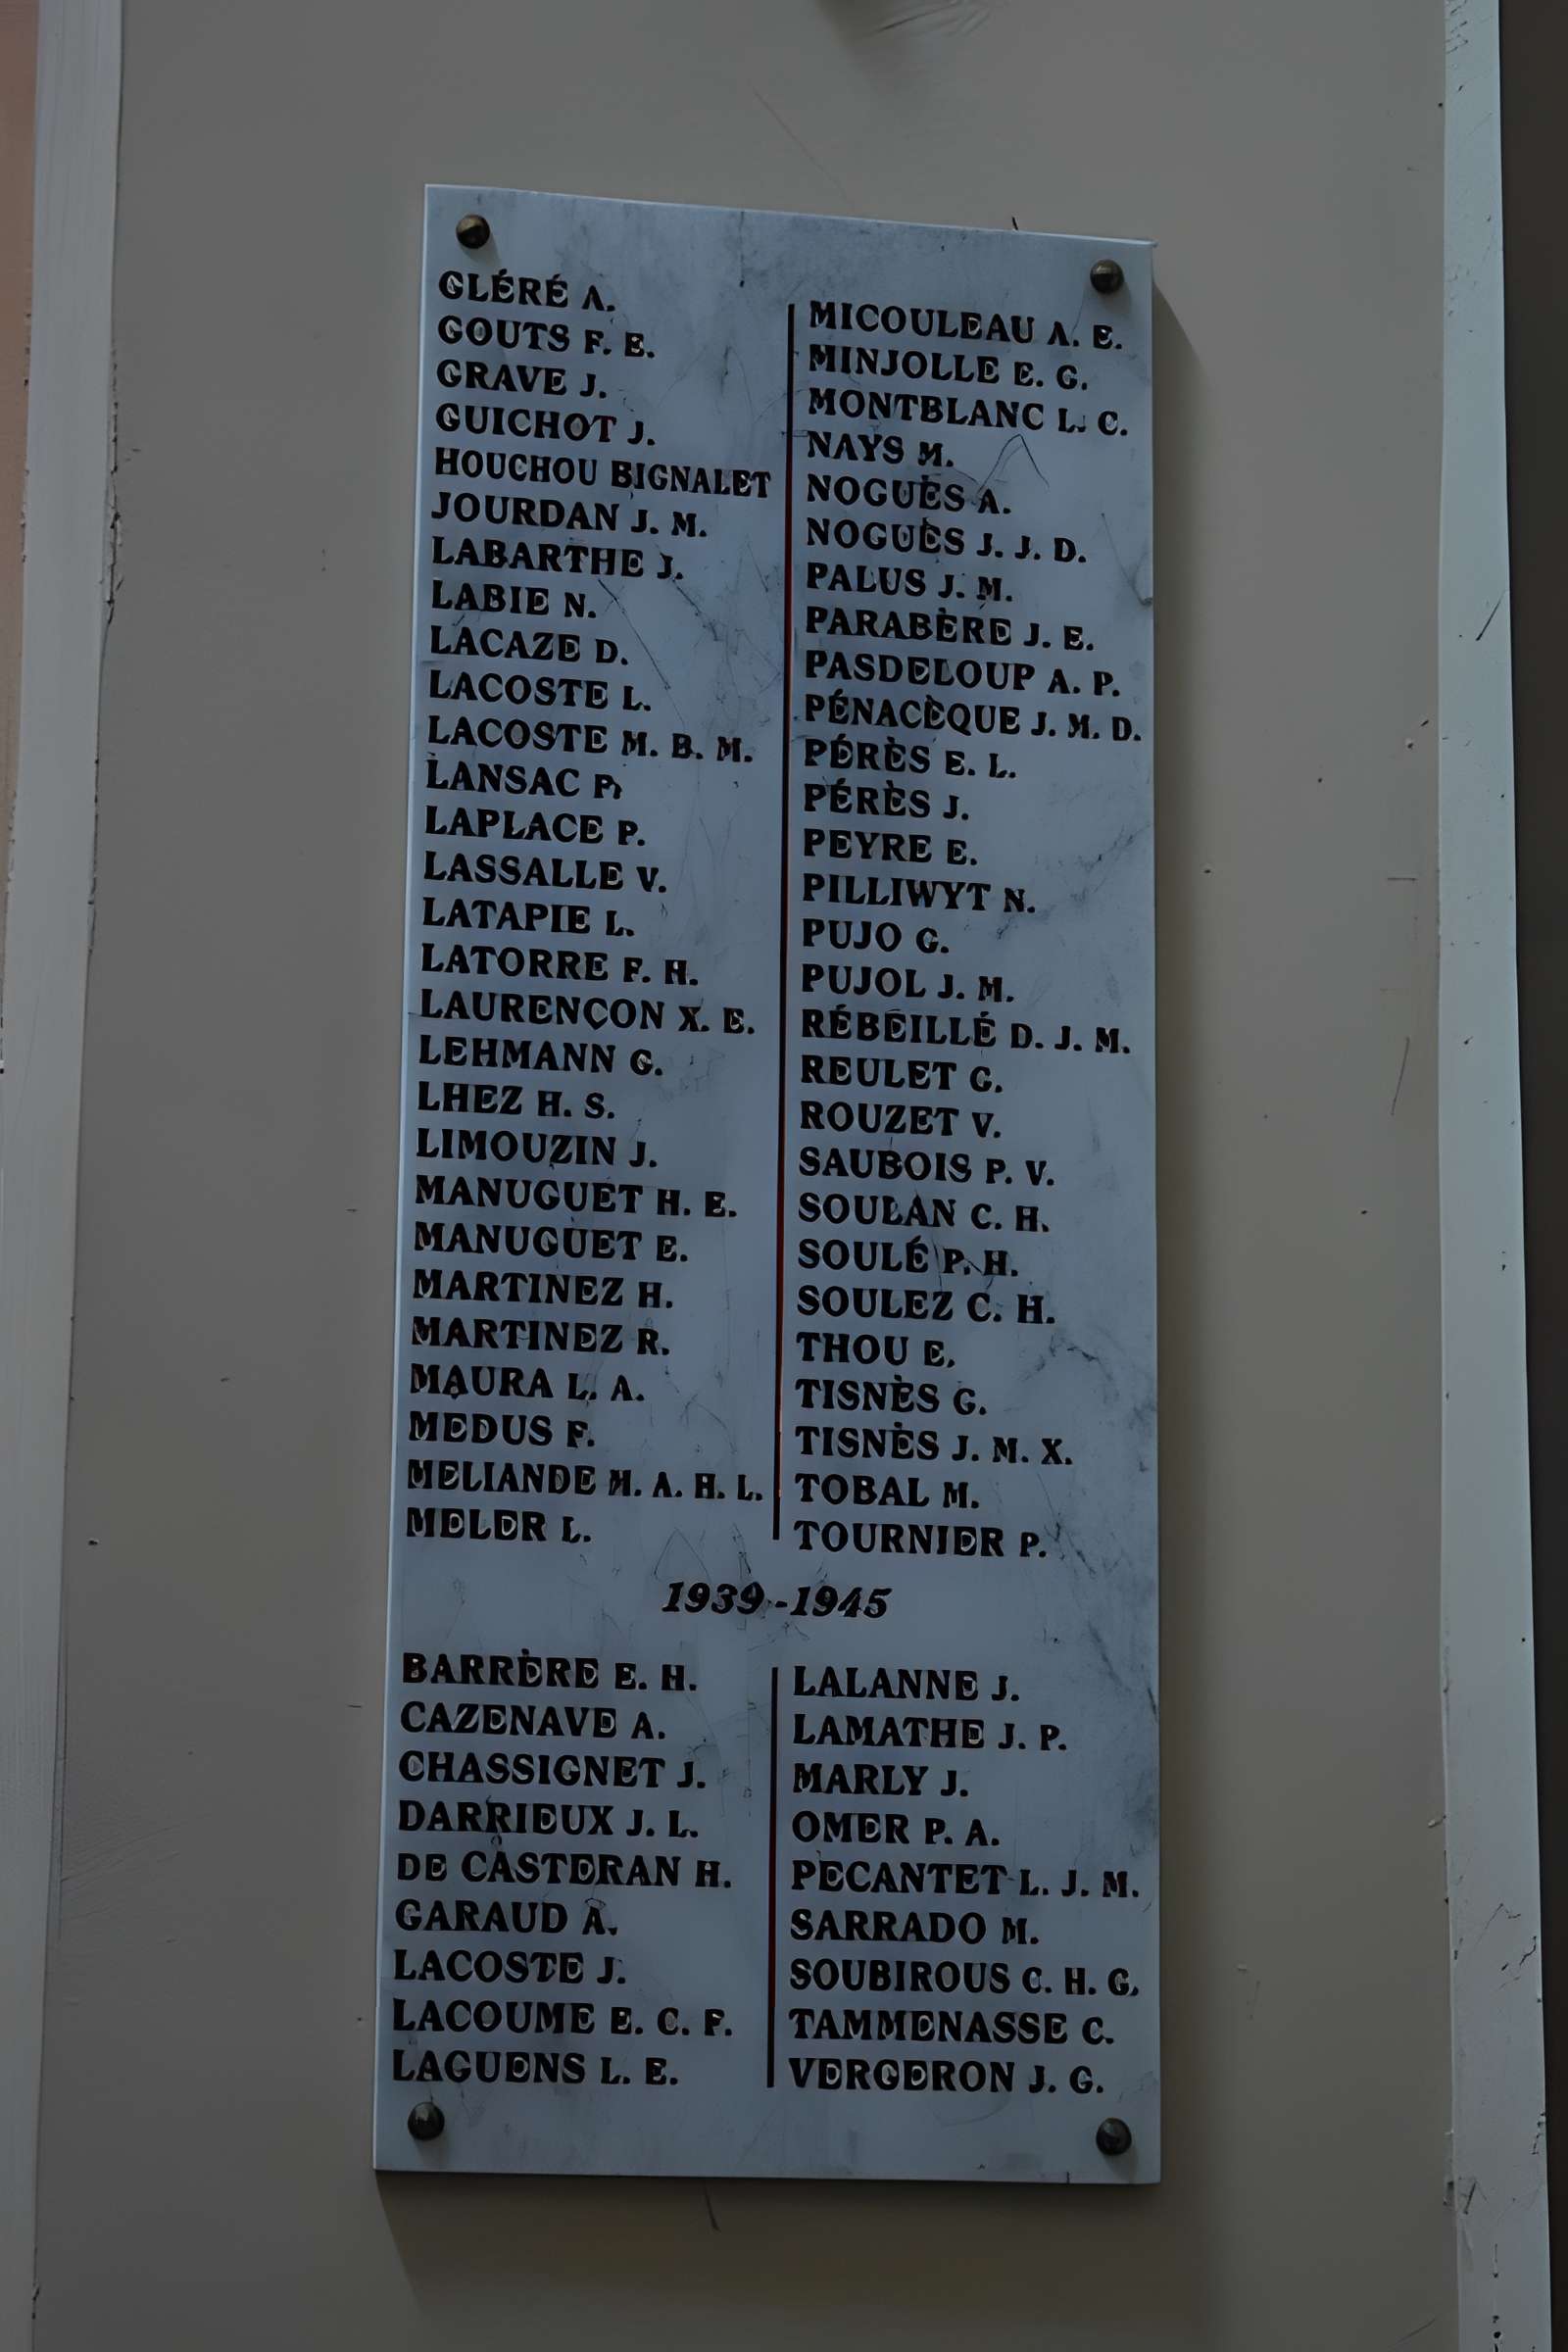 CLÉRÉ A.
GOUTS F. E.
GRAVE J.
GUICHOT J.
HOUCHOU BIGNALET
JOURDAN J. M.
LABARTHE J.
LABIE N.
LACAZE D.
LACOSTE L.
LACOSTE M. B. M.
LANSAC P.
LAPLACE P.
LASSALLE V.
LATAPIE L.
LATORRE F. H.
LAURENÇON X. E.
LEHMANN G.
LHEZ H. S.
LIMOUZIN J.
MANUGUET H. E.
MANUGUET E.
MARTINEZ H.
MARTINEZ R.
MAURA L. A.
MEDUS F.
MELIANDE M. A. H. L.
MELER L.
MICOULEAU A. E.
MINJOLLE E. G.
MONTBLANC L. C.
NAYS M.
NOGUÈS A.
NOGUÈS J. J. D.
PALUS J. M.
PARABÈRE J. E.
PASDELOUP A. P.
PÉNACÈQUE J. M. D.
PÉRÈS E. L.
PÉRÈS J.
PEYRE E.
PILLIWYT N.
PUJO G.
PUJOL J. M.
RÉBEILLÉ D. J. M.
REULET G.
ROUZET V.
SAUBOIS P. V.
SOULAN C. H.
SOULÉ P. H.
SOULEZ C. H.
THOU E.
TISNÈS G.
TISNÈS J. M. X.
TOBAL M.
TOURNIER P.
1939-1945
BARRÈRE E. H.
CAZENAVE A.
CHASSIGNET J.
DARRIEUX J. L.
DE CASTERAN H.
GARAUD A.
LACOSTE J.
LACOUME E. C. F.
LAGUENS L. E.
LALANNE J.
LAMATHE J. P.
MARLY J.
OMER P. A.
PECANTET L. J. M.
SARRADO M.
SOUBIROUS C. H. G.
TAMMENASSE C.
VERGERON J. G.